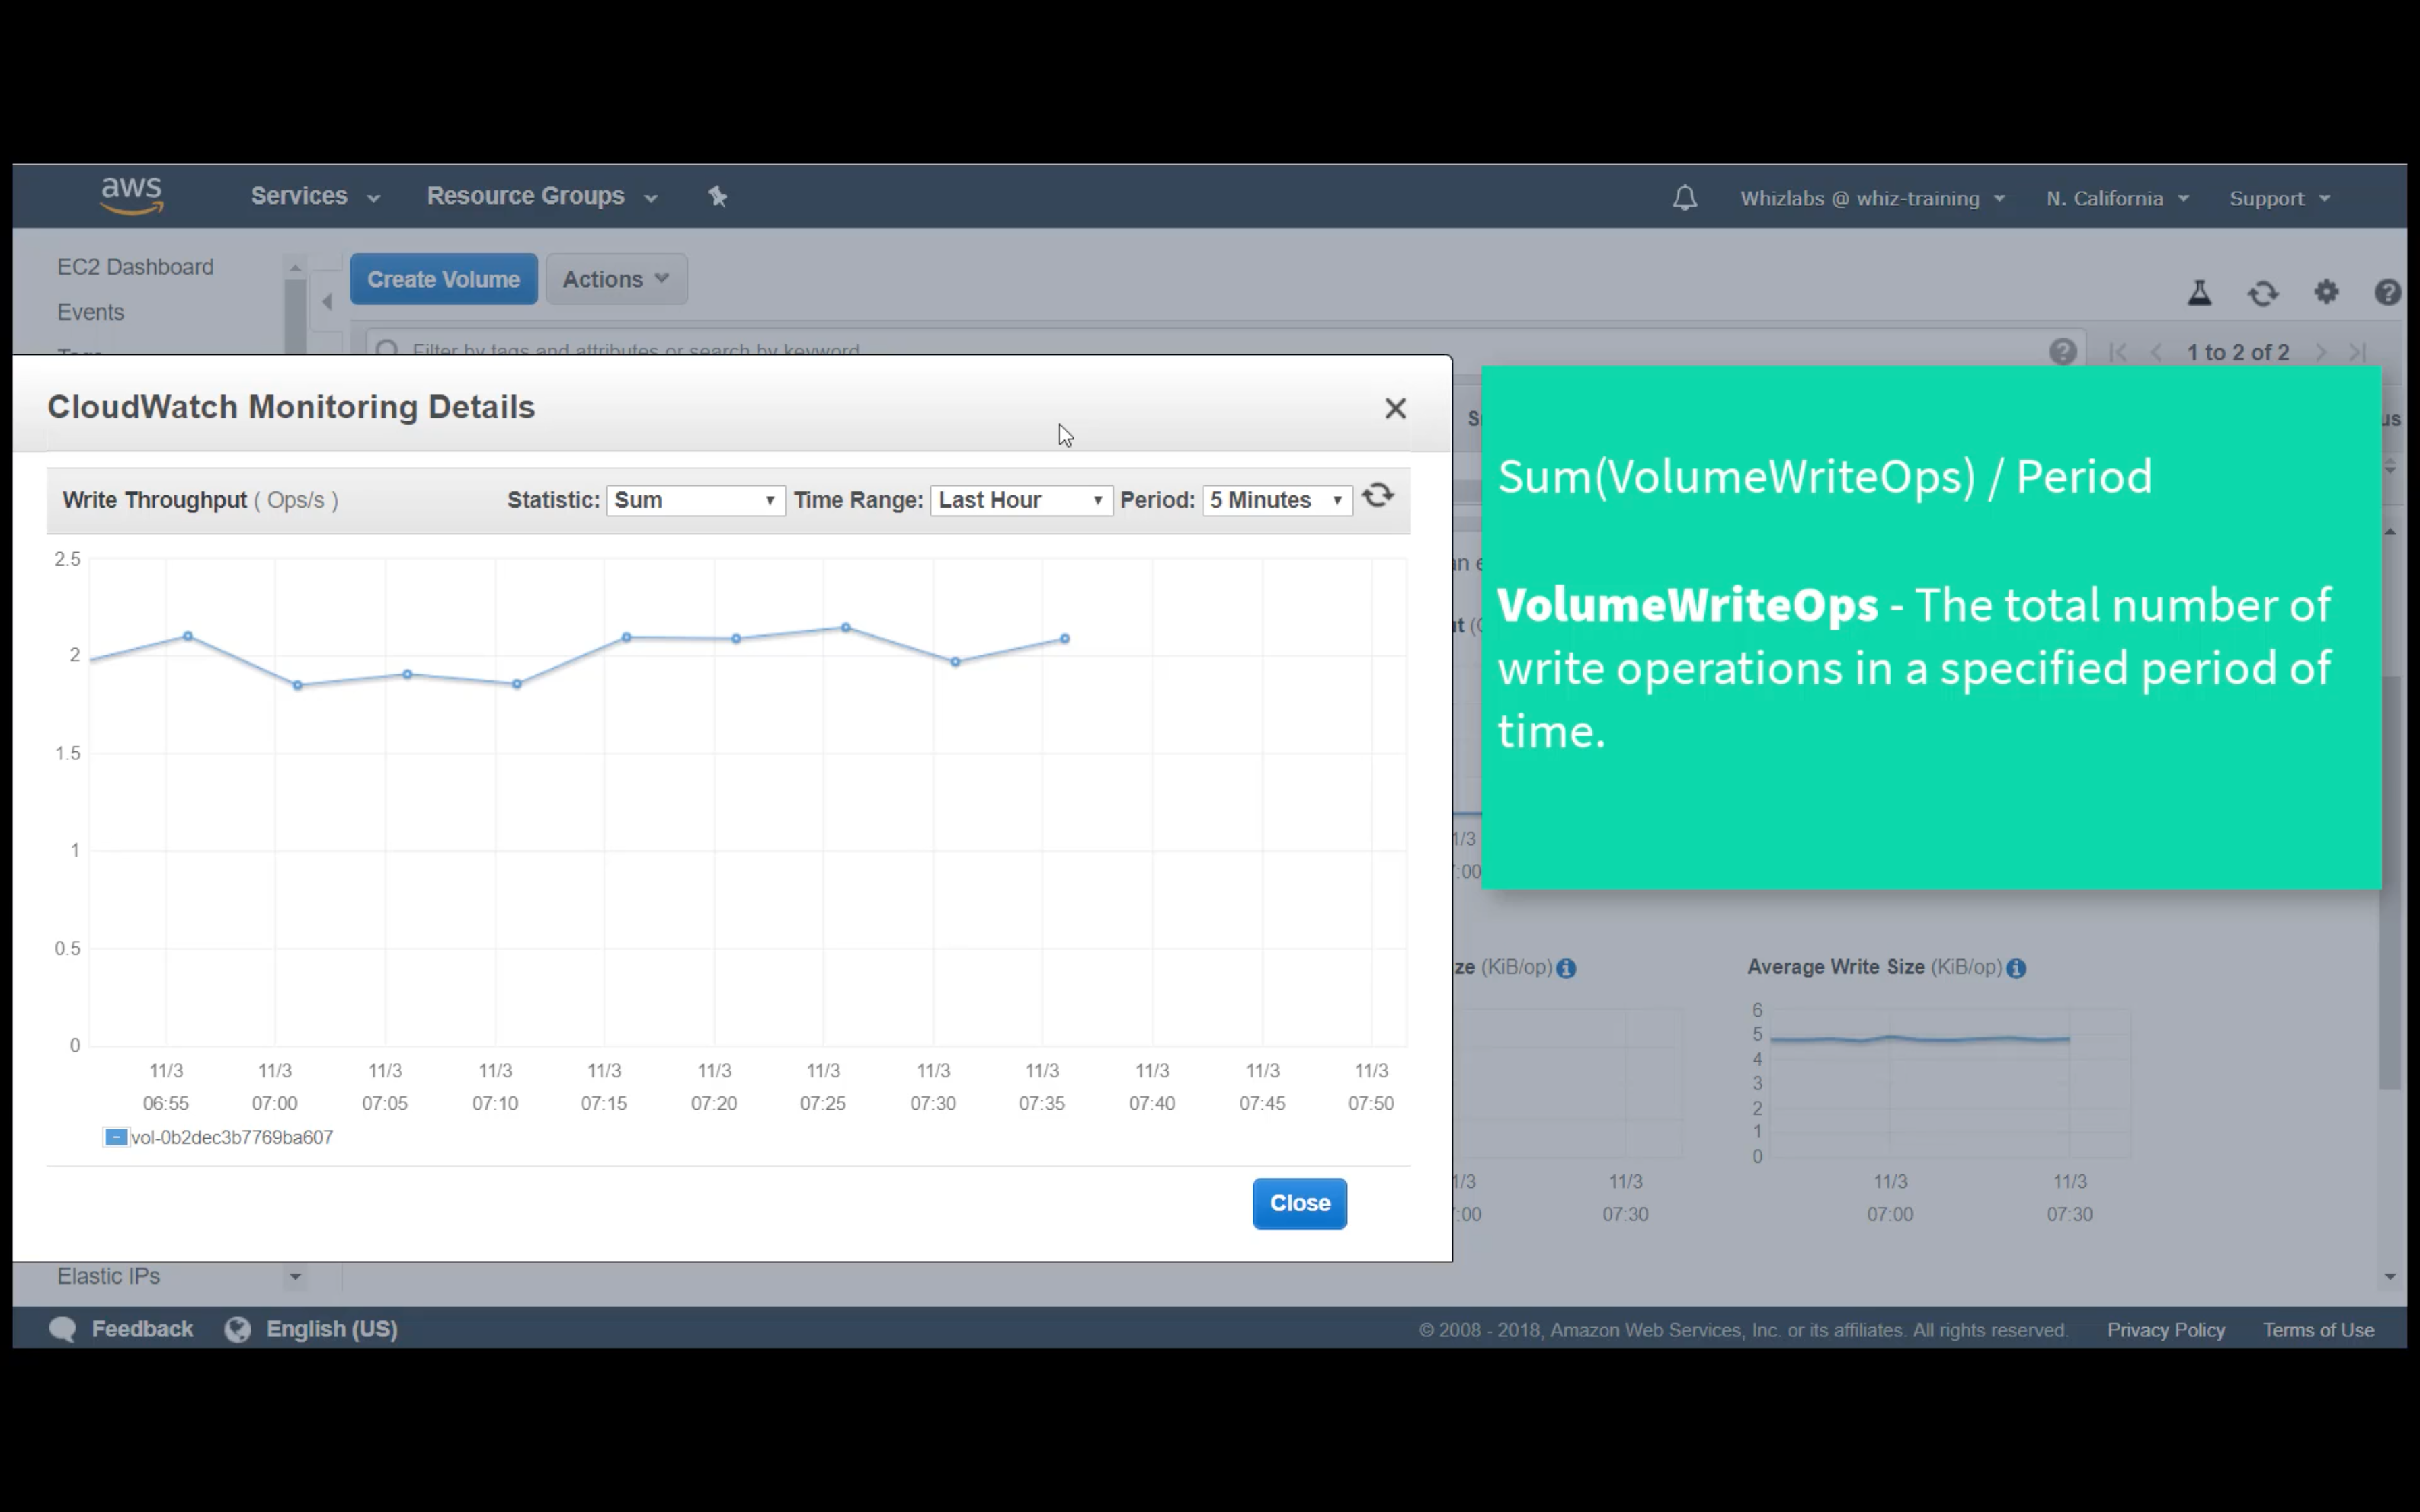 aws
Services
Resource Groups
Whizlabs @ whiz-training
N. California
Support
EC2 Dashboard
Events
Tags
Create Volume
Actions
Filter by tags and attributes or search by keyword
1 to 2 of 2
CloudWatch Monitoring Details
Write Throughput ( Ops/s )
Statistic: Sum
Time Range: Last Hour
Period: 5 Minutes
2.5
2
1.5
1
0.5
0
11/3 11/3 11/3 11/3 11/3 11/3 11/3 11/3 11/3 11/3 11/3 11/3
06:55 07:00 07:05 07:10 07:15 07:20 07:25 07:30 07:35 07:40 07:45 07:50
vol-0b2dec3b7769ba607
Close
Sum(VolumeWriteOps) / Period
VolumeWriteOps - The total number of
write operations in a specified period of
time.
(KiB/op)
11/3
07:30
Average Write Size (KiB/op)
6
5
4
3
2
1
0
11/3 11/3
07:00 07:30
Elastic IPs
Feedback
English (US)
© 2008 - 2018, Amazon Web Services, Inc. or its affiliates. All rights reserved.
Privacy Policy
Terms of Use